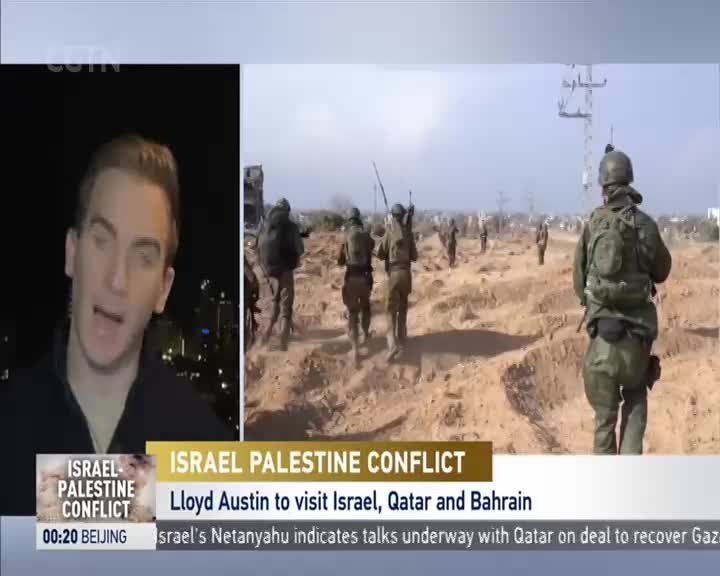 CGTN
ISRAEL PALESTINE CONFLICT
ISRAEL-
PALESTINE
CONFLICT
Lloyd Austin to visit Israel, Qatar and Bahrain
00:20 BEIJING
Israel's Netanyahu indicates talks underway with Qatar on deal to recover Gaz